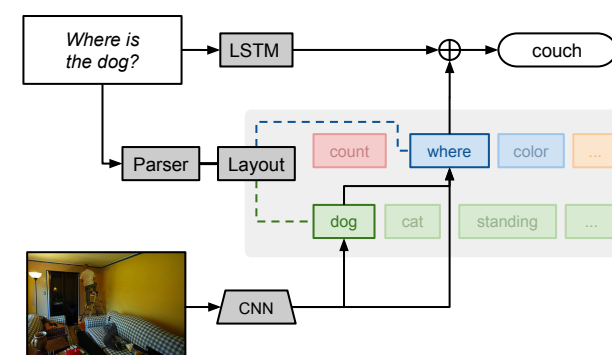 Where is
the dog?
LSTM
couch
Parser
Layout
count
where
color
...
dog
cat
standing
...
CNN